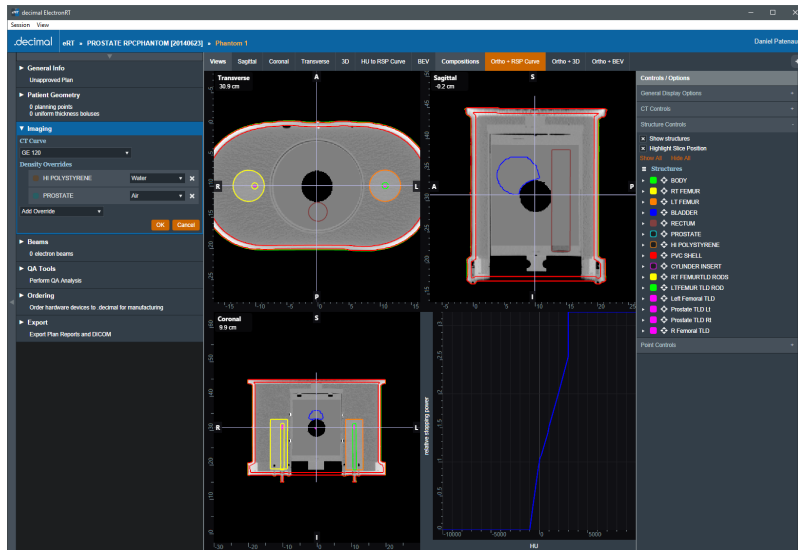 decimal ElectronRT
Session View
.decimal eRT » PROSTATE RPCPHANTOM [20140623] » Phantom 1 Daniel Patenau
General Info
Unapproved Plan
Patient Geometry
0 planning points
0 uniform thickness boluses
Imaging
CT Curve
GE 120
Density Overrides
HI POLYSTYRENE Water
PROSTATE Air
Add Override
OK Cancel
Beams
0 electron beams
QA Tools
Perform QA Analysis
Ordering
Order hardware devices to .decimal for manufacturing
Export
Export Plan Reports and DICOM
Views Sagittal Coronal Transverse 3D HU to RSP Curve BEV Compositions Ortho + RSP Curve Ortho + 3D Ortho + BEV
Transverse
30.9 cm
A
R
L
P
Sagittal
-0.2 cm
S
A
P
I
Coronal
9.9 cm
S
R
L
I
relative stopping power
-10000 -5000 0 5000
HU
Controls / Options
General Display Options
CT Controls
Structure Controls
Show structures
Highlight Slice Position
Show All Hide All
Structures
BODY
RT FEMUR
LT FEMUR
BLADDER
RECTUM
PROSTATE
HI POLYSTYRENE
PVC SHELL
CYLINDER INSERT
RT FEMURTLD RODS
LTFEMUR TLD ROD
Left Femoral TLD
Prostate TLD Lt
Prostate TLD Rt
R Femoral TLD
Point Controls